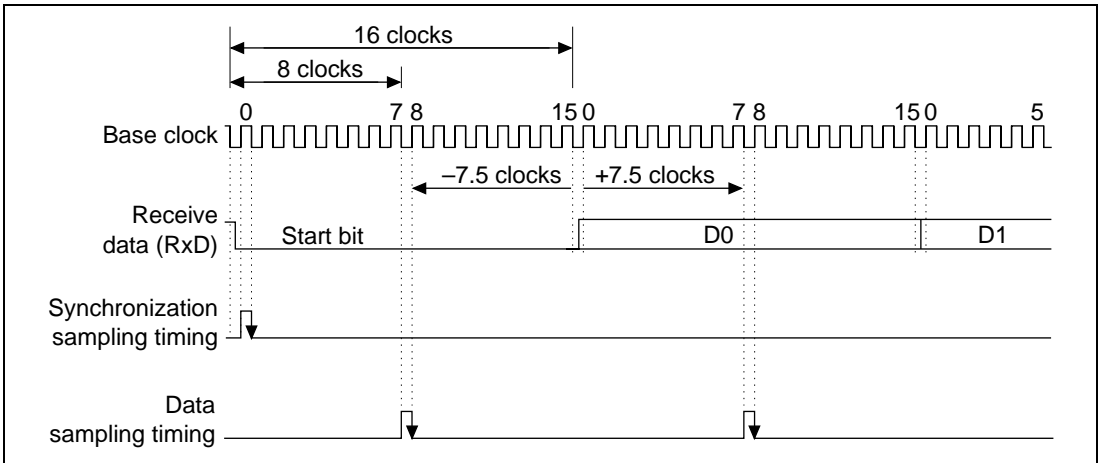 16 clocks
8 clocks
0 7 8 15 0 7 8 15 0 5
Base clock
–7.5 clocks +7.5 clocks
Receive
data (RxD)
Start bit D0 D1
Synchronization
sampling timing
Data
sampling timing